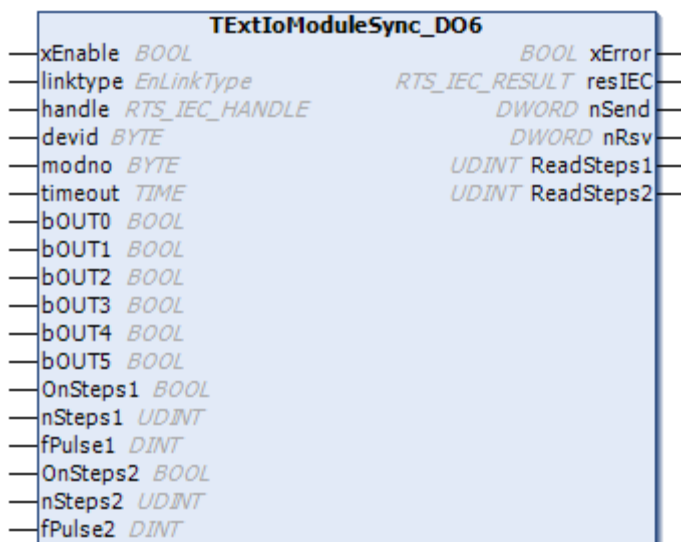 TExtIoModuleSync_DO6
xEnable BOOL BOOL xError
linktype EnLinkType RTS_IEC_RESULT resIEC
handle RTS_IEC_HANDLE DWORD nSend
devid BYTE DWORD nRsv
modno BYTE UDINT ReadSteps1
timeout TIME UDINT ReadSteps2
bOUT0 BOOL
bOUT1 BOOL
bOUT2 BOOL
bOUT3 BOOL
bOUT4 BOOL
bOUT5 BOOL
OnSteps1 BOOL
nSteps1 UDINT
fPulse1 DINT
OnSteps2 BOOL
nSteps2 UDINT
fPulse2 DINT